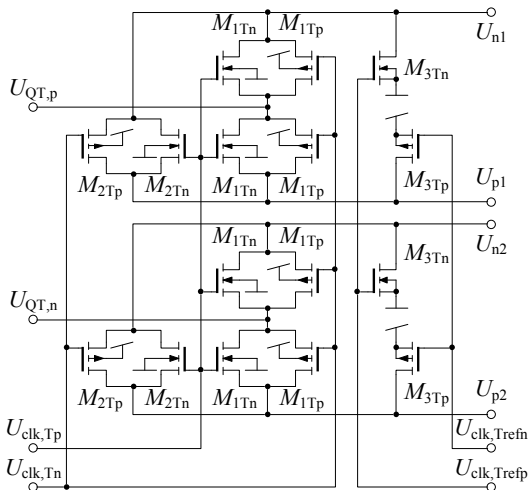 M1Tn M1Tp
Un1
M3Tn
UQT,p
M2Tp M2Tn M1Tn M1Tp M3Tp
Up1
M1Tn M1Tp
Un2
M3Tn
UQT,n
M2Tp M2Tn M1Tn M1Tp M3Tp
Up2
Uclk,Tp Uclk,Trefn
Uclk,Tn Uclk,Trefp